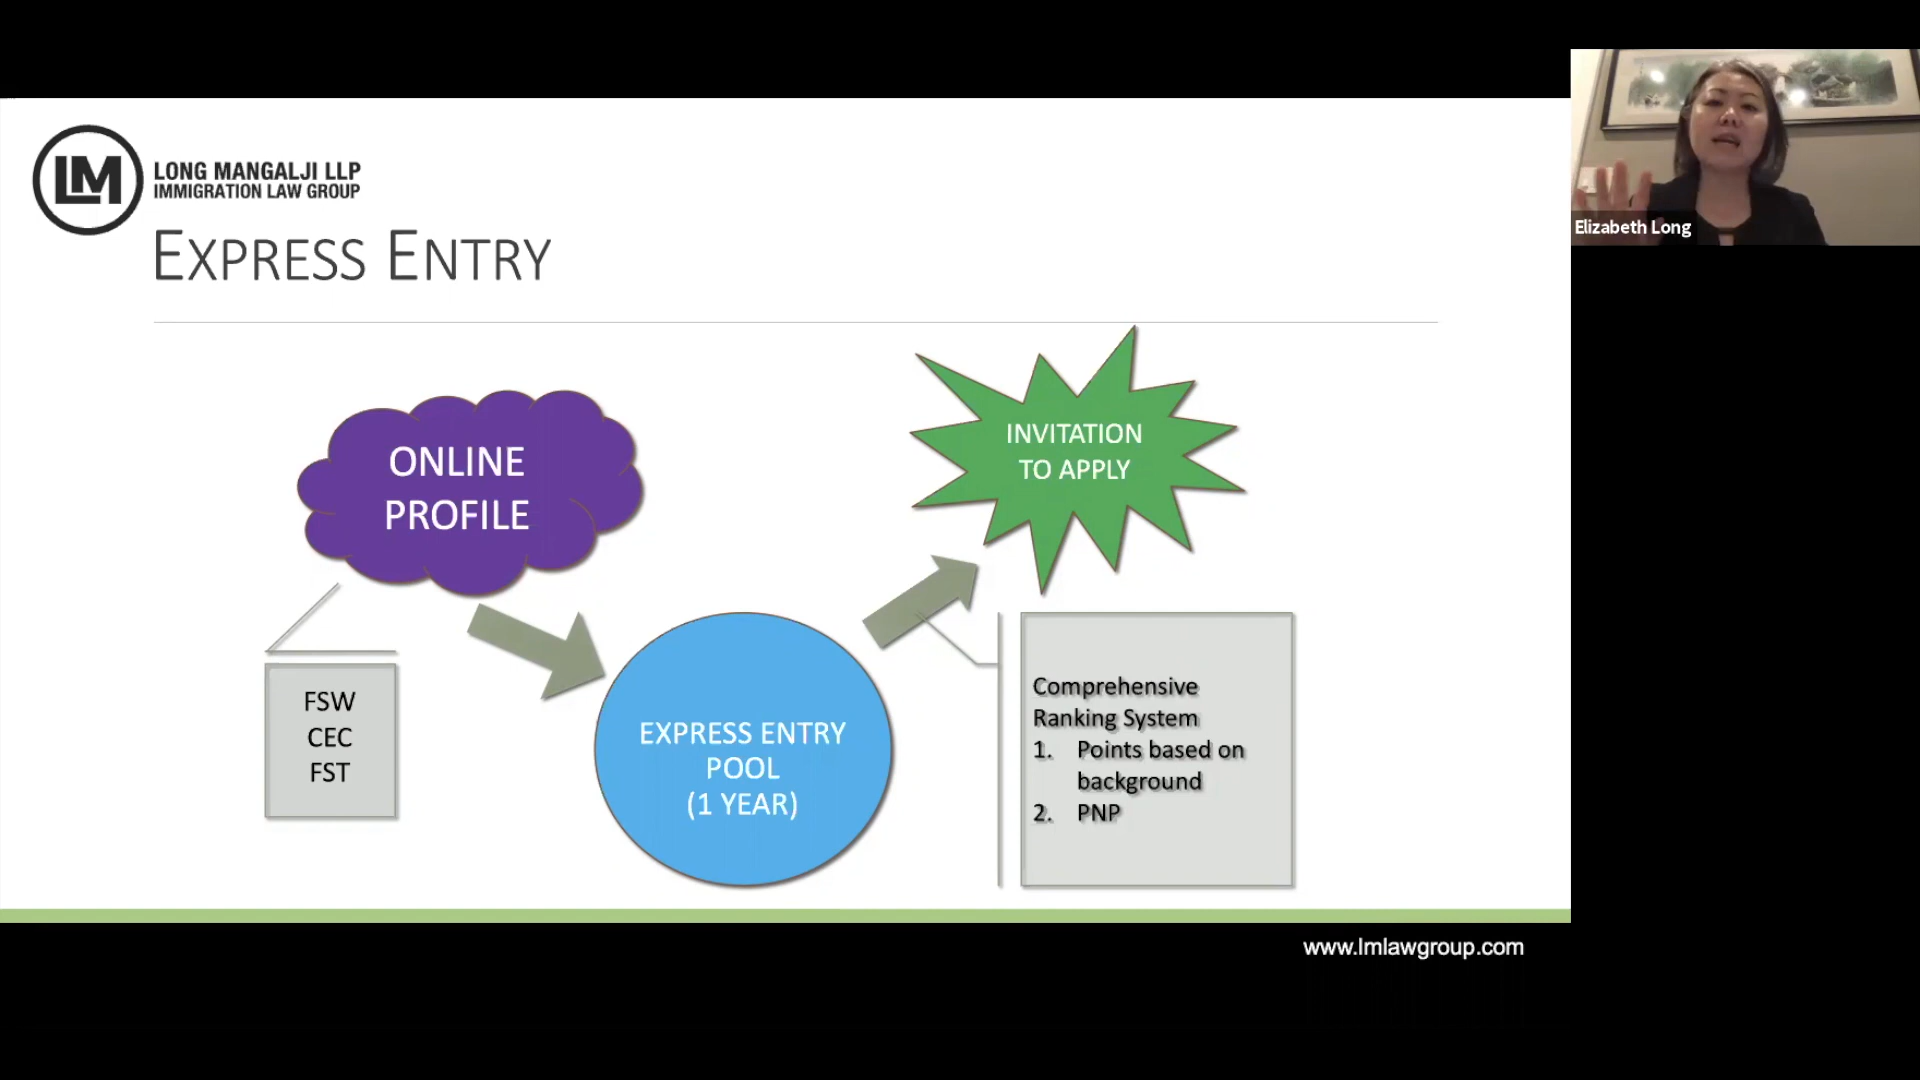 LM
LONG MANGALJI LLP
IMMIGRATION LAW GROUP
EXPRESS ENTRY
ONLINE
PROFILE
FSW
CEC
FST
EXPRESS ENTRY
POOL
(1 YEAR)
INVITATION
TO APPLY
Comprehensive
Ranking System
1. Points based on
background
2. PNP
www.lmlawgroup.com
Elizabeth Long